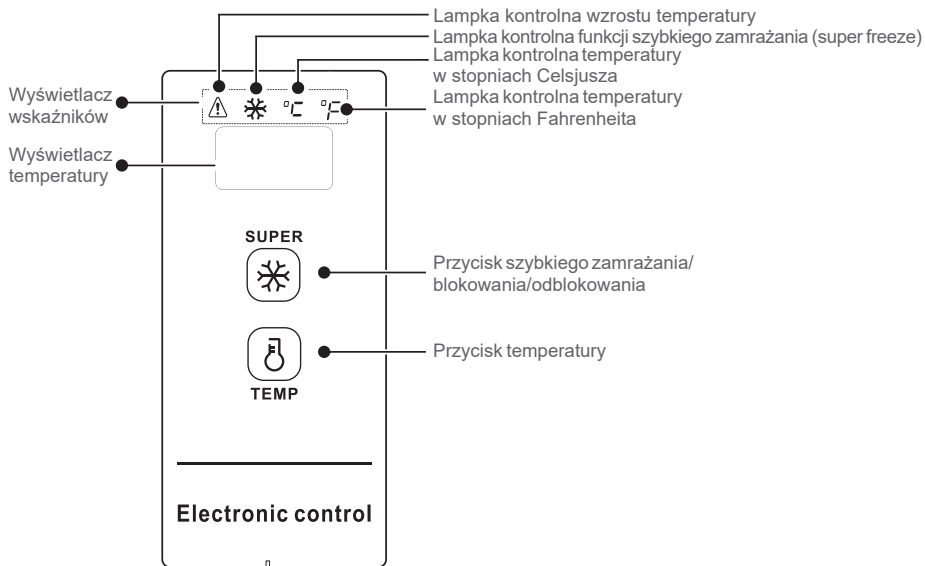 Lampka kontrolna wzrostu temperatury
Lampka kontrolna funkcji szybkiego zamrażania (super freeze)
Lampka kontrolna temperatury
w stopniach Celsjusza
Lampka kontrolna temperatury
w stopniach Fahrenheita
Wyświetlacz
wskaźników
°C °F
Wyświetlacz
temperatury
SUPER
Przycisk szybkiego zamrażania/
blokowania/odblokowania
Przycisk temperatury
TEMP
Electronic control